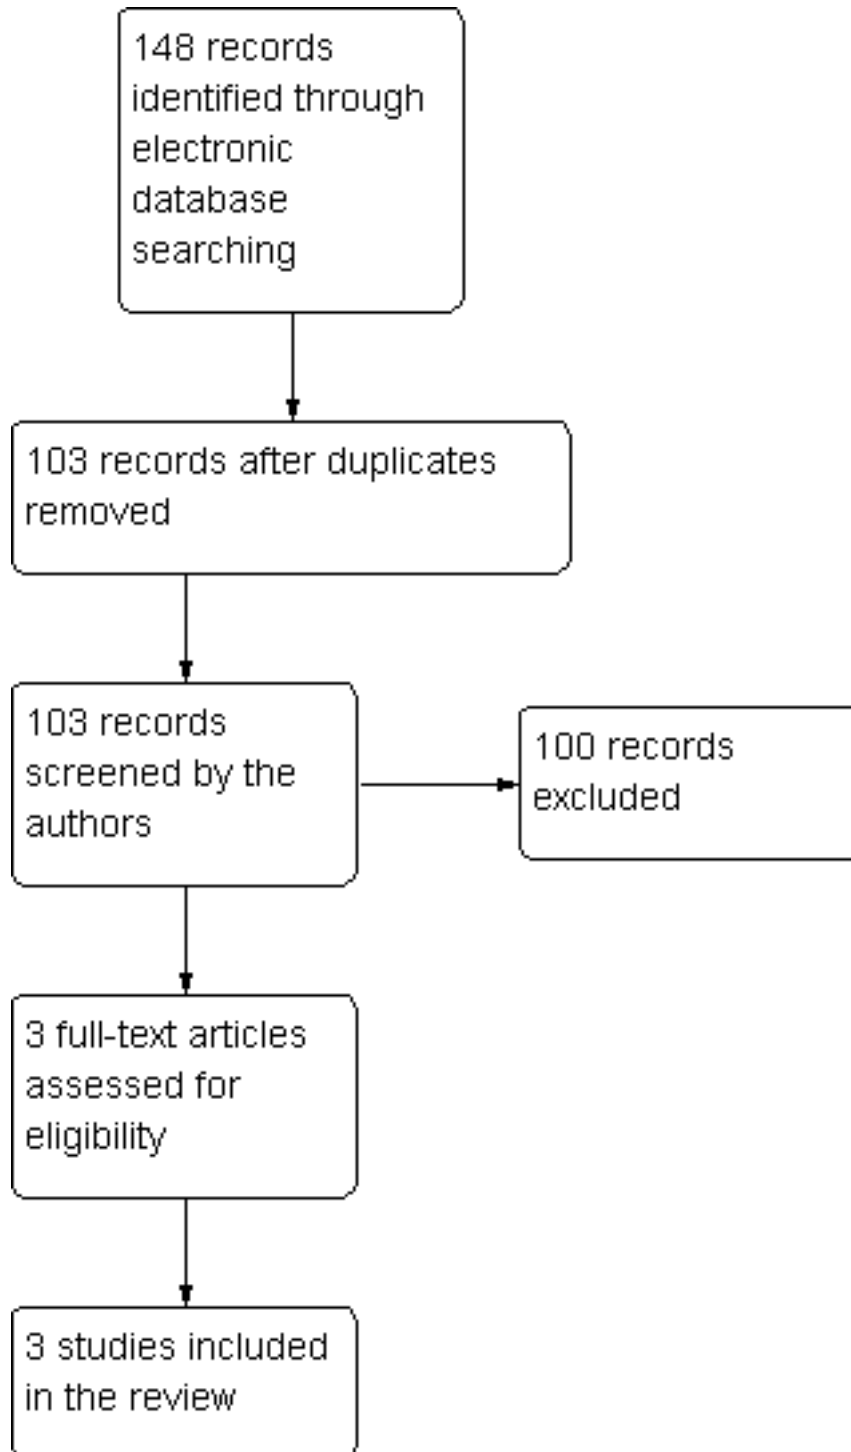 148 records
identified through
electronic
database
searching
103 records after duplicates
removed
103 records
screened by the
authors
100 records
excluded
3 full-text articles
assessed for
eligibility
3 studies included
in the review